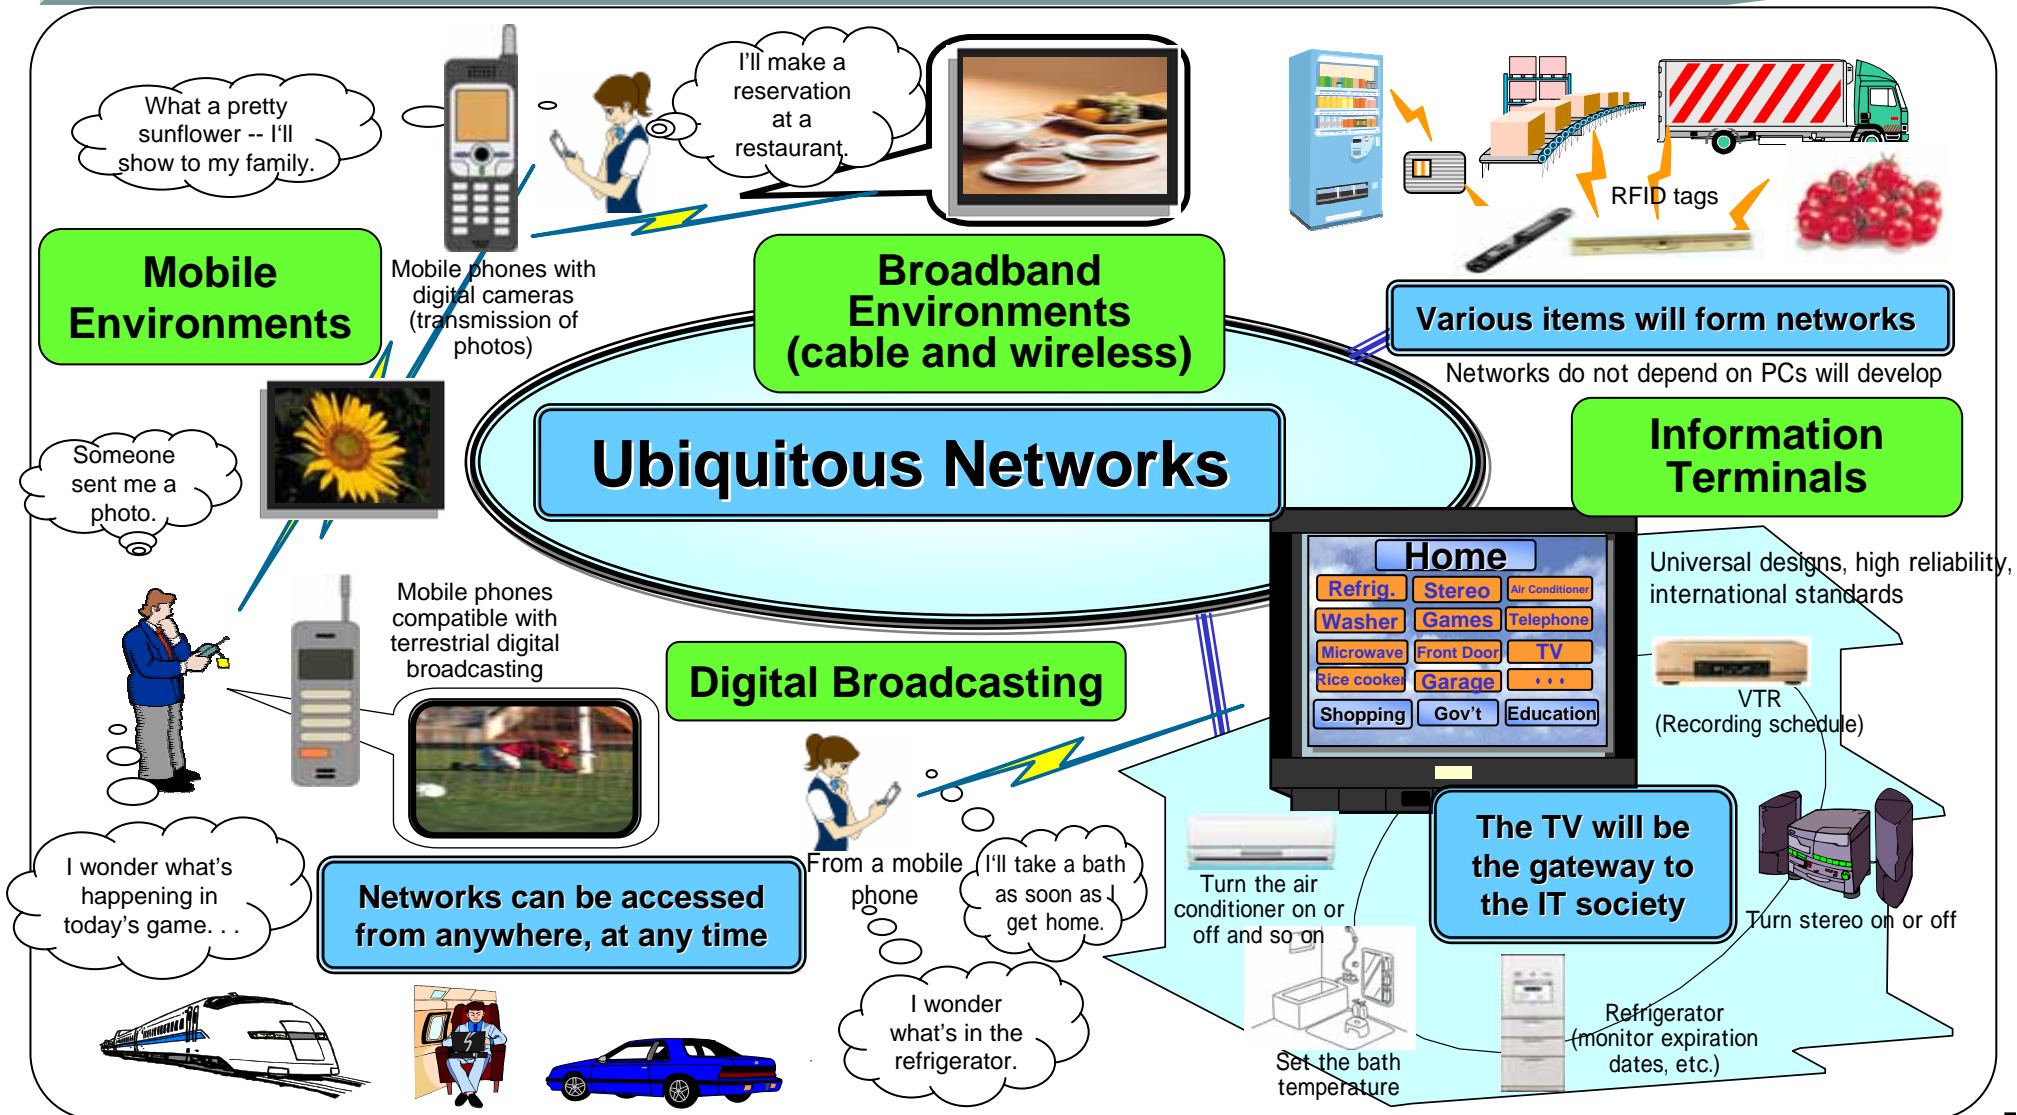 What a pretty
sunflower -- I'll
show to my family.
I'll make a
reservation
at a
restaurant.
RFID tags
Mobile
Environments
Mobile phones with
digital cameras
(transmission of
photos)
Broadband
Environments
(cable and wireless)
Various items will form networks
Networks do not depend on PCs will develop
Ubiquitous Networks
Information
Terminals
Someone
sent me a
photo.
Universal designs, high reliability,
international standards
Home
Refrig.
Stereo
Air Conditioner
Washer
Games
Telephone
Microwave
Front Door
TV
Rice cooker
Garage
• • •
Shopping
Gov't
Education
Mobile phones
compatible with
terrestrial digital
broadcasting
Digital Broadcasting
VTR
(Recording schedule)
I wonder what's
happening in
today's game. . .
Networks can be accessed
from anywhere, at any time
From a mobile
phone
I'll take a bath
as soon as I
get home.
Turn the air
conditioner on or
off and so on
The TV will be
the gateway to
the IT society
Turn stereo on or off
I wonder
what's in the
refrigerator.
Set the bath
temperature
Refrigerator
(monitor expiration
dates, etc.)